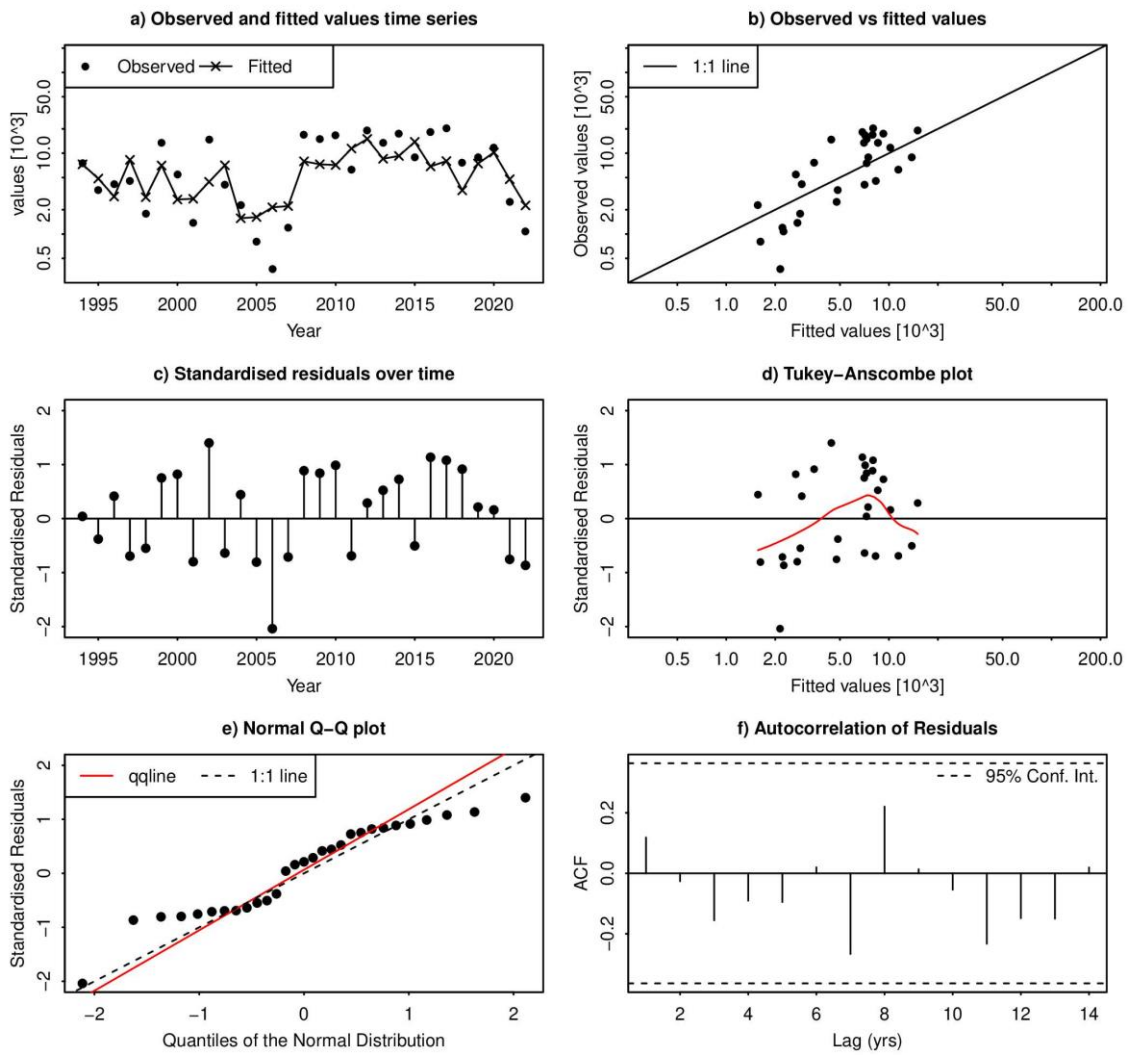 a) Observed and fitted values time series
Observed Fitted
values [10^3]
0.5 2.0 10.0 50.0
1995 2000 2005 2010 2015 2020
Year
b) Observed vs fitted values
1:1 line
Observed values [10^3]
0.5 2.0 10.0 50.0
0.5 1.0 2.0 5.0 10.0 50.0 200.0
Fitted values [10^3]
c) Standardised residuals over time
Standardised Residuals
−2 −1 0 1 2
1995 2000 2005 2010 2015 2020
Year
d) Tukey−Anscombe plot
Standardised Residuals
−2 −1 0 1 2
0.5 1.0 2.0 5.0 10.0 50.0 200.0
Fitted values [10^3]
e) Normal Q−Q plot
qqline 1:1 line
Standardised Residuals
−2 −1 0 1 2
−2 −1 0 1 2
Quantiles of the Normal Distribution
f) Autocorrelation of Residuals
95% Conf. Int.
ACF
−0.2 0.0 0.2
2 4 6 8 10 12 14
Lag (yrs)